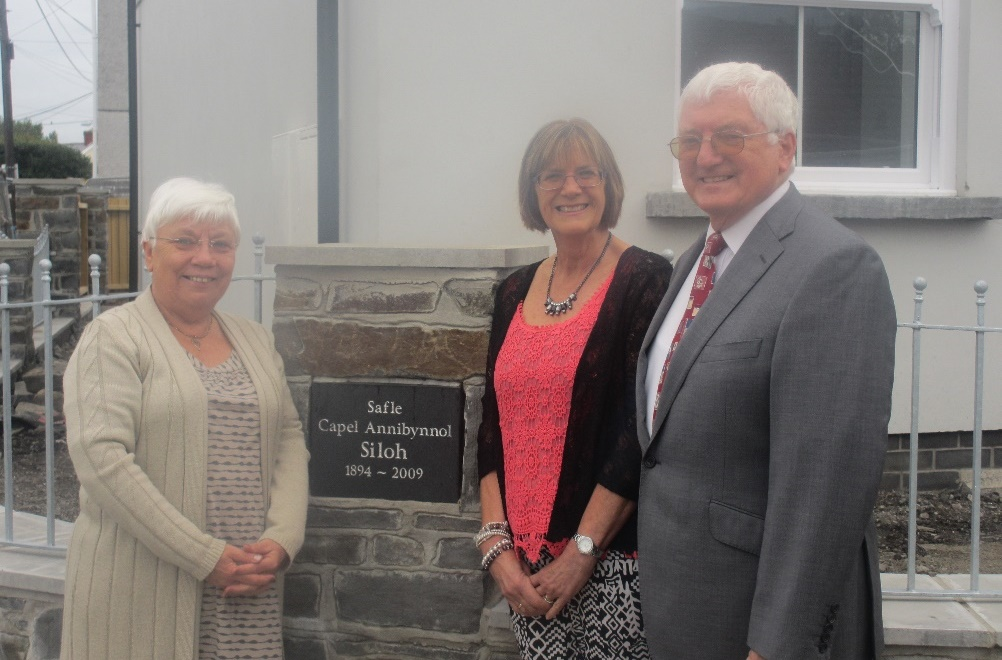 Safle
Capel Annibynnol
Siloh
1894 ~ 2009